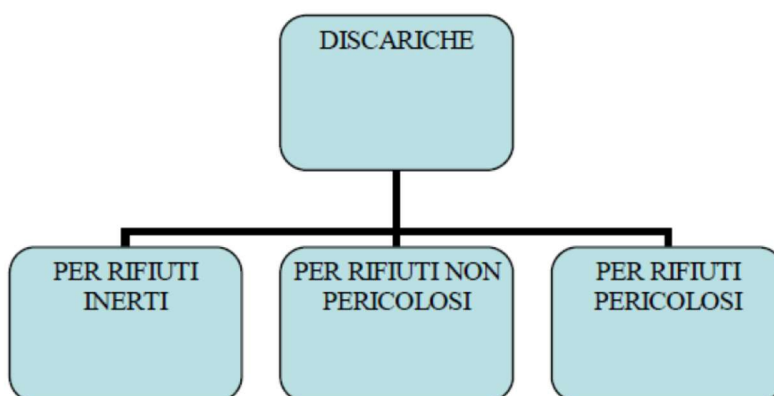 DISCARICHE
PER RIFIUTI
INERTI
PER RIFIUTI NON
PERICOLOSI
PER RIFIUTI
PERICOLOSI